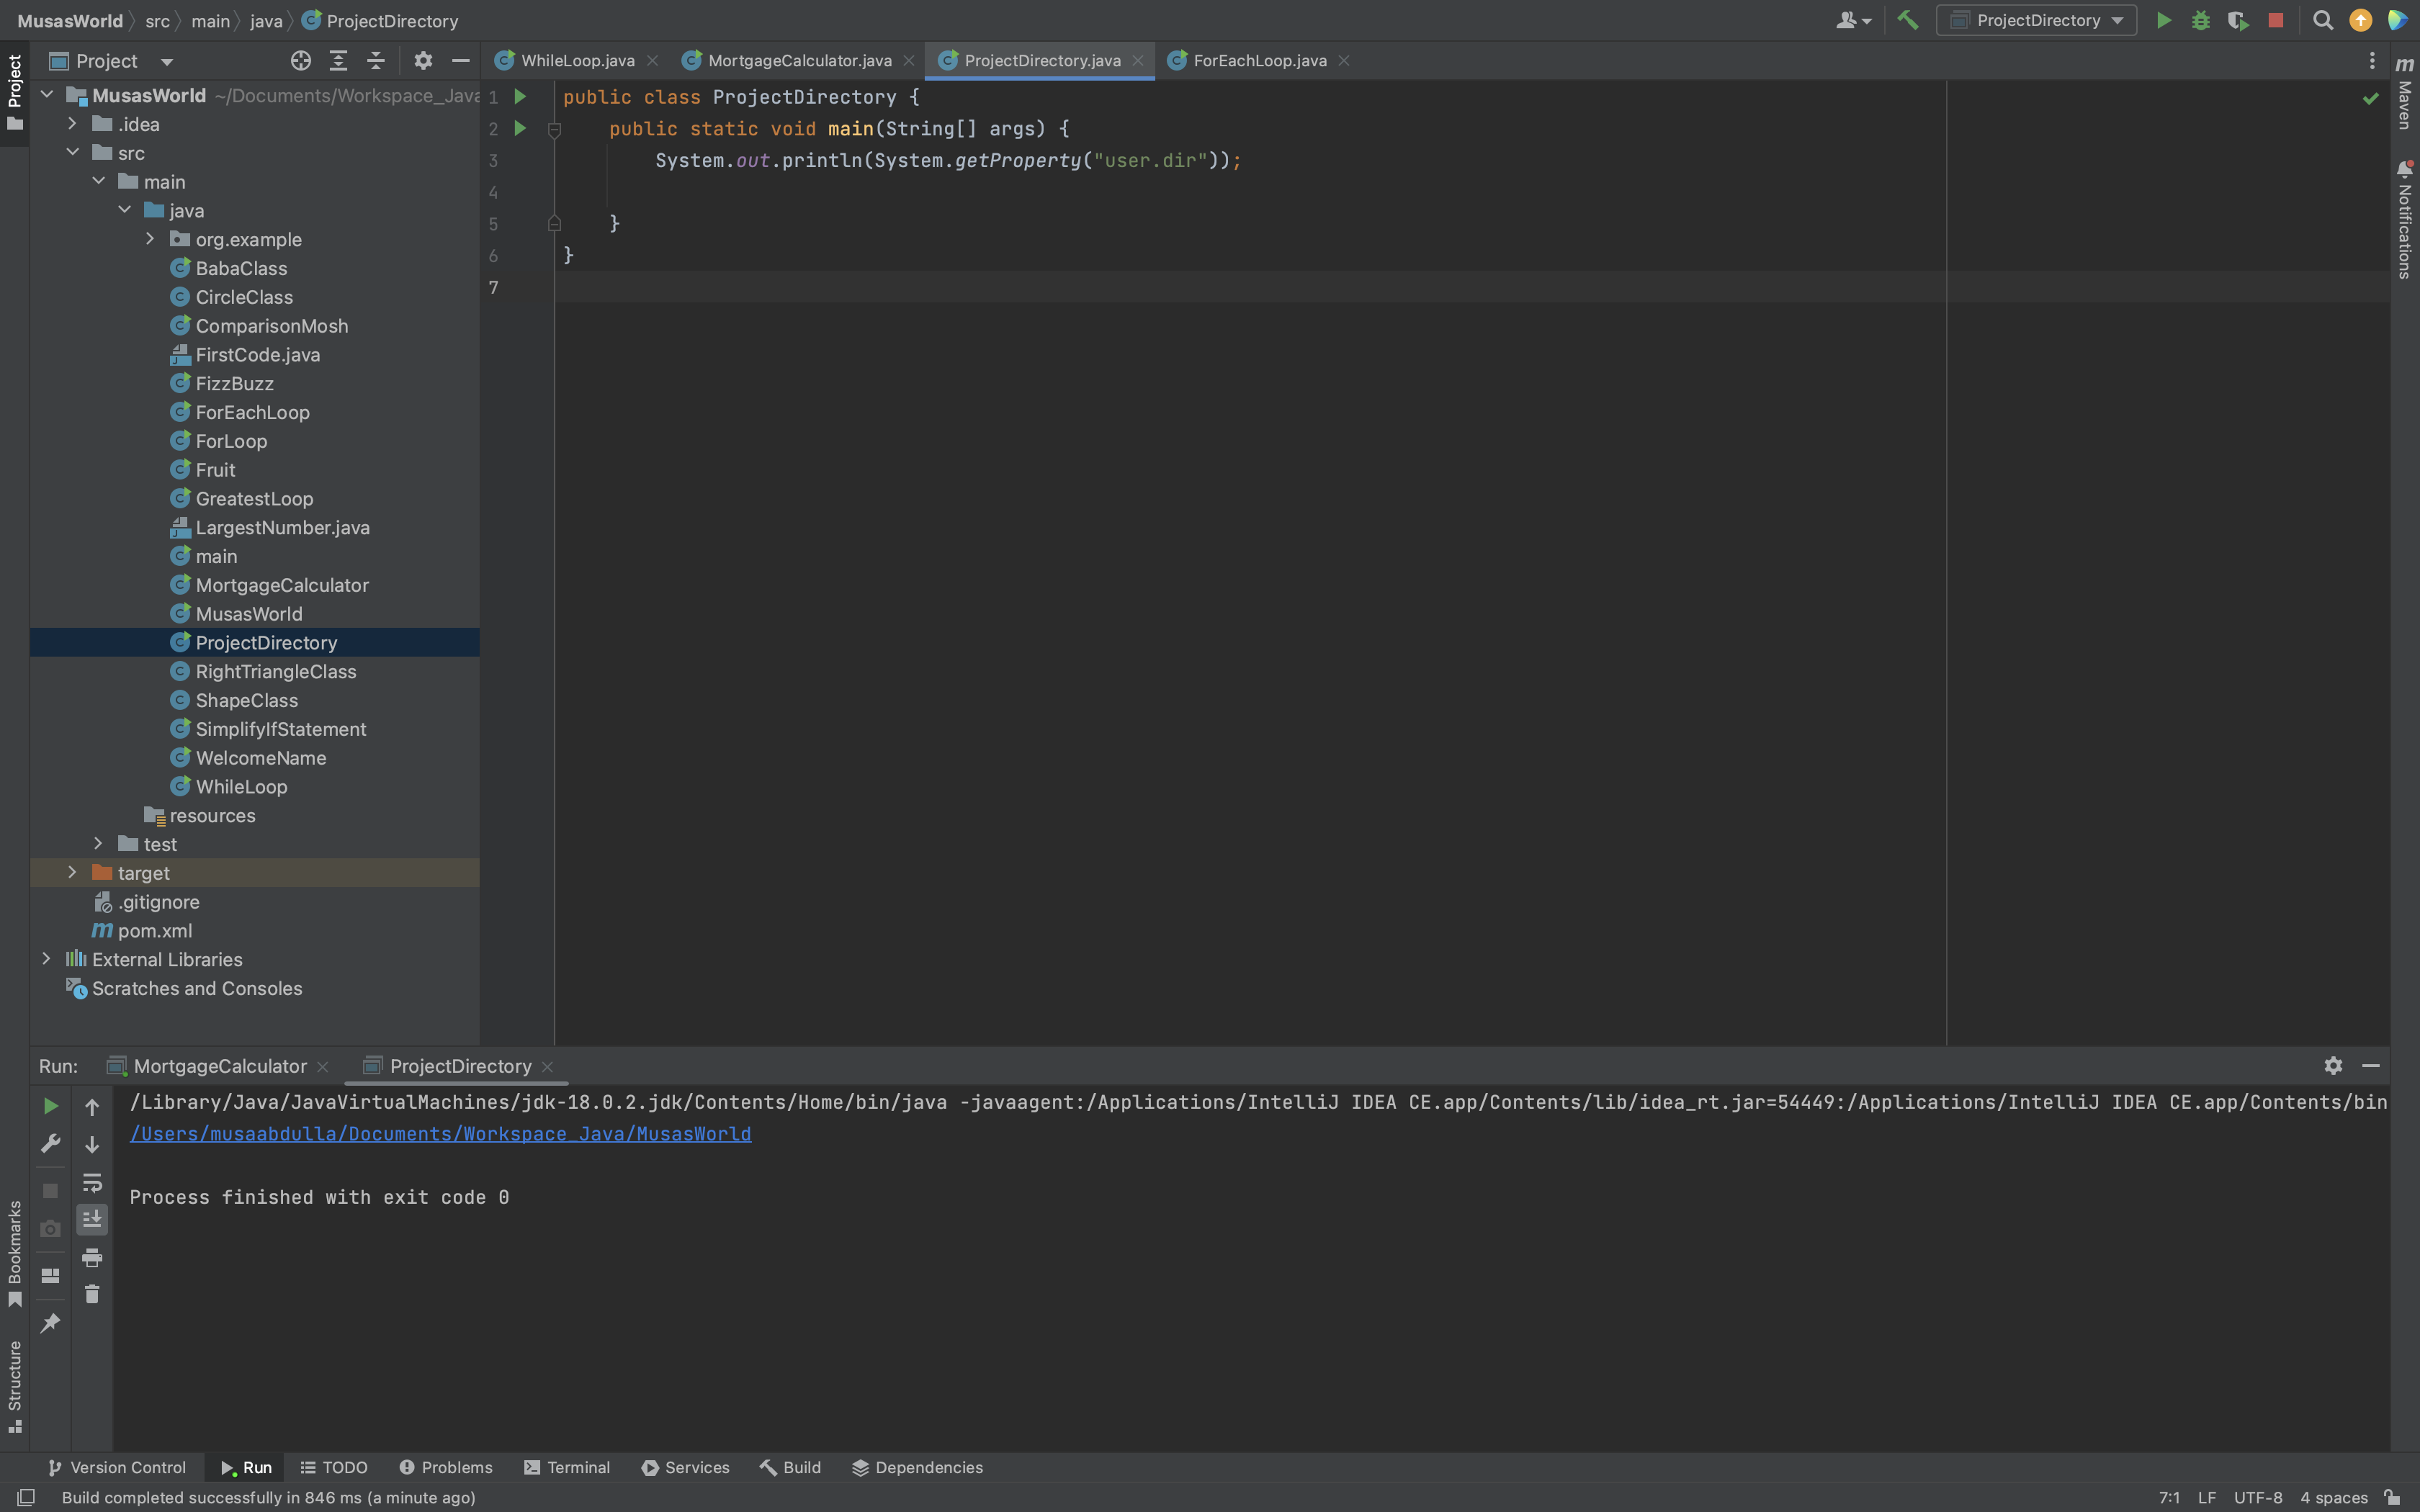 MusasWorld src main java ProjectDirectory
ProjectDirectory
Project
WhileLoop.java
MortgageCalculator.java
ProjectDirectory.java
ForEachLoop.java
Project
Maven
Notifications
MusasWorld ~/Documents/Workspace_Java
.idea
src
main
java
org.example
BabaClass
CircleClass
ComparisonMosh
FirstCode.java
FizzBuzz
ForEachLoop
ForLoop
Fruit
GreatestLoop
LargestNumber.java
main
MortgageCalculator
MusasWorld
ProjectDirectory
RightTriangleClass
ShapeClass
SimplifyIfStatement
WelcomeName
WhileLoop
resources
test
target
.gitignore
pom.xml
External Libraries
Scratches and Consoles
1 public class ProjectDirectory {
2 public static void main(String[] args) {
3 System.out.println(System.getProperty("user.dir"));
4
5 }
6 }
7
Run: MortgageCalculator ProjectDirectory
/Library/Java/JavaVirtualMachines/jdk-18.0.2.jdk/Contents/Home/bin/java -javaagent:/Applications/IntelliJ IDEA CE.app/Contents/lib/idea_rt.jar=54449:/Applications/IntelliJ IDEA CE.app/Contents/bin
/Users/musaabdulla/Documents/Workspace_Java/MusasWorld
Process finished with exit code 0
Bookmarks
Structure
Version Control Run TODO Problems Terminal Services Build Dependencies
Build completed successfully in 846 ms (a minute ago)
7:1 LF UTF-8 4 spaces